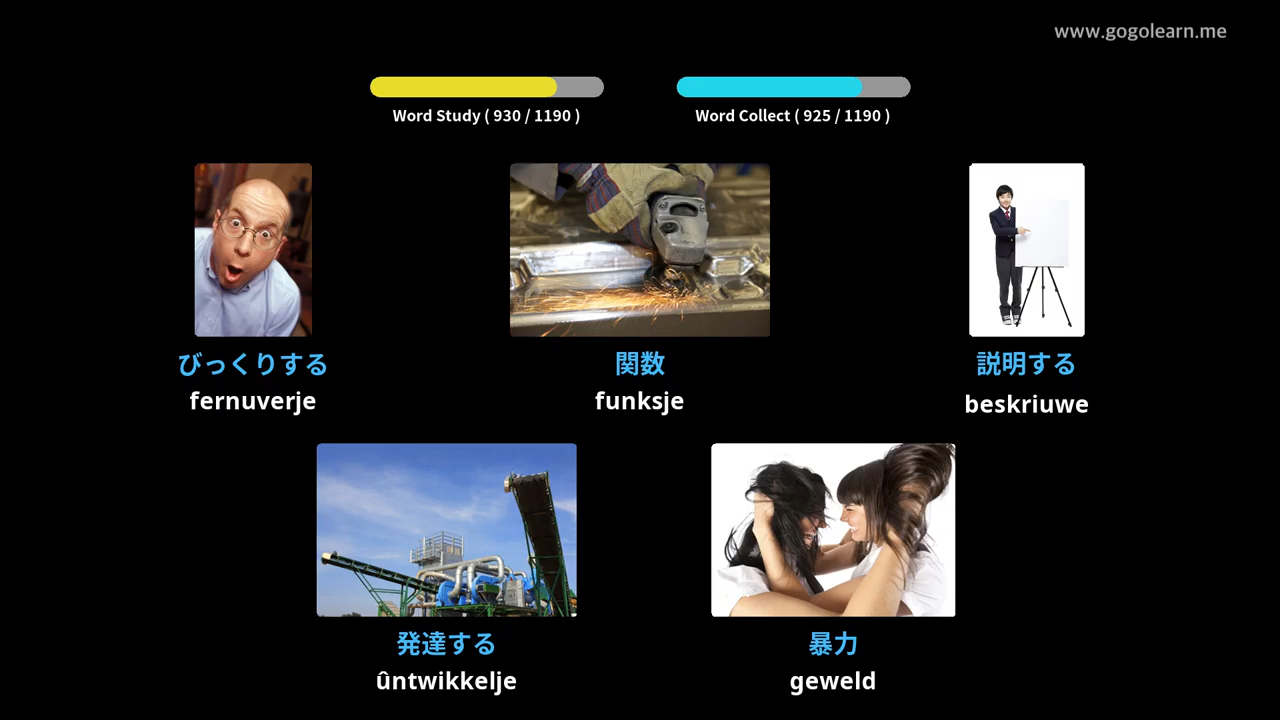 www.gogolearn.me
Word Study ( 930 / 1190 )
Word Collect ( 925 / 1190 )
びっくりする
fernuverje
関数
funksje
説明する
beskriuwe
発達する
ûntwikkelje
暴力
geweld